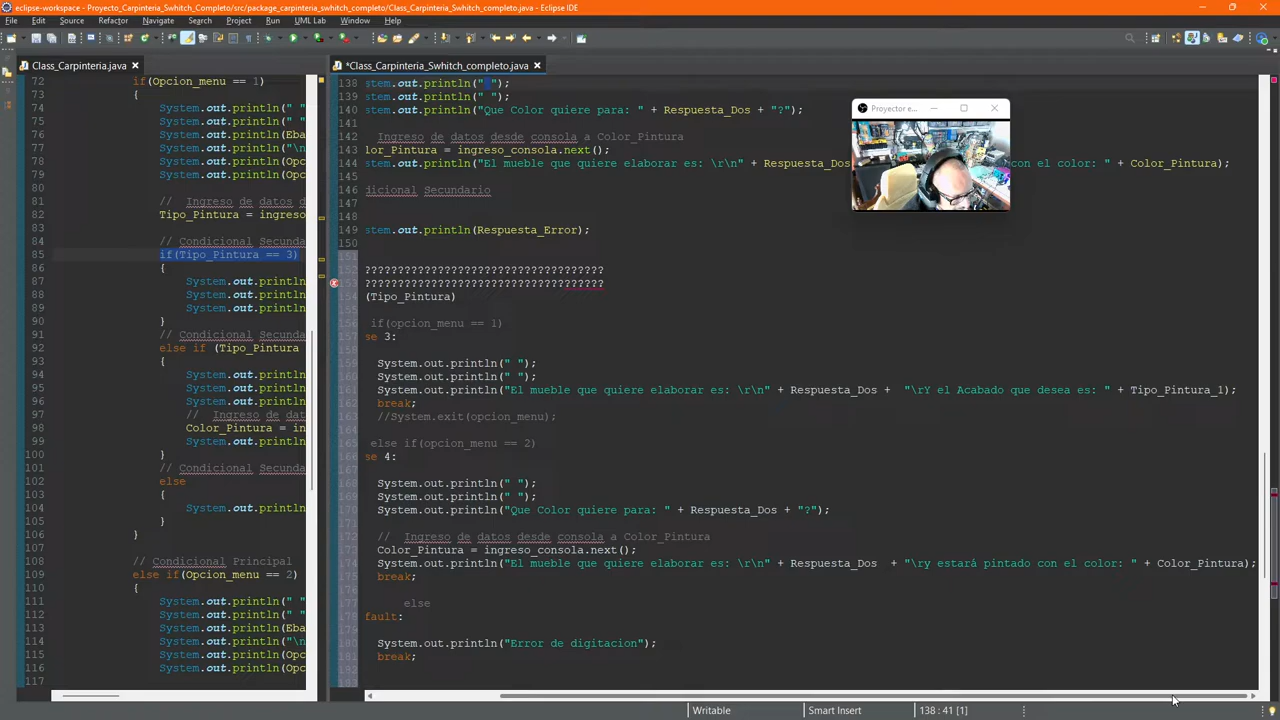 eclipse-workspace - Proyecto_Carpinteria_Swhitch_Completo/src/package_carpinteria_switch_completo/Class_Carpinteria_Swhitch_completo.java - Eclipse IDE
File Edit Source Refactor Navigate Search Project Run UML Lab Window Help
Class_Carpinteria.java
72 if(Opcion_menu == 1)
73 {
74 System.out.println(" "
75 System.out.println(" "
76 System.out.println(Eba
77 System.out.println("\n
78 System.out.println(Opc
79 System.out.println(Opc
80
81 // Ingreso de datos d
82 Tipo_Pintura = ingreso
83
84 // Condicional Secunda
85 if(Tipo_Pintura == 3)
86 {
87 System.out.println
88 System.out.println
89 System.out.println
90 }
91 // Condicional Secunda
92 else if (Tipo_Pintura
93 {
94 System.out.println
95 System.out.println
96 System.out.println
97 // Ingreso de dat
98 Color_Pintura = in
99 System.out.println
100 }
101 // Condicional Secunda
102 else
103 {
104 System.out.println
105 }
106 }
107
108 // Condicional Principal
109 else if(Opcion_menu == 2)
110 {
111 System.out.println(" "
112 System.out.println(" "
113 System.out.println(Eba
114 System.out.println("\n
115 System.out.println(Opc
116 System.out.println(Opc
117
*Class_Carpinteria_Swhitch_completo.java
138 stem.out.println(" ");
139 stem.out.println(" ");
140 stem.out.println("Que Color quiere para: " + Respuesta_Dos + "?");
141
142 Ingreso de datos desde consola a Color_Pintura
143 lor_Pintura = ingreso_consola.next();
144 stem.out.println("El mueble que quiere elaborar es: \r\n" + Respuesta_Dos con el color: " + Color_Pintura);
145
146 dicional Secundario
147
148
149 stem.out.println(Respuesta_Error);
150
151
152 ????????????????????????????????????
153 ????????????????????????????????????
154 (Tipo_Pintura)
155
156 if(opcion_menu == 1)
157 se 3:
158
159 System.out.println(" ");
160 System.out.println(" ");
161 System.out.println("El mueble que quiere elaborar es: \r\n" + Respuesta_Dos + "\rY el Acabado que desea es: " + Tipo_Pintura_1);
162 break;
163 //System.exit(opcion_menu);
164
165 else if(opcion_menu == 2)
166 se 4:
167
168 System.out.println(" ");
169 System.out.println(" ");
170 System.out.println("Que Color quiere para: " + Respuesta_Dos + "?");
171
172 // Ingreso de datos desde consola a Color_Pintura
173 Color_Pintura = ingreso_consola.next();
174 System.out.println("El mueble que quiere elaborar es: \r\n" + Respuesta_Dos + "\ry estará pintado con el color: " + Color_Pintura);
175 break;
176
177 else
178 fault:
179
180 System.out.println("Error de digitacion");
181 break;
182
183
Proyector e...
Writable
Smart Insert
138 : 41 [1]